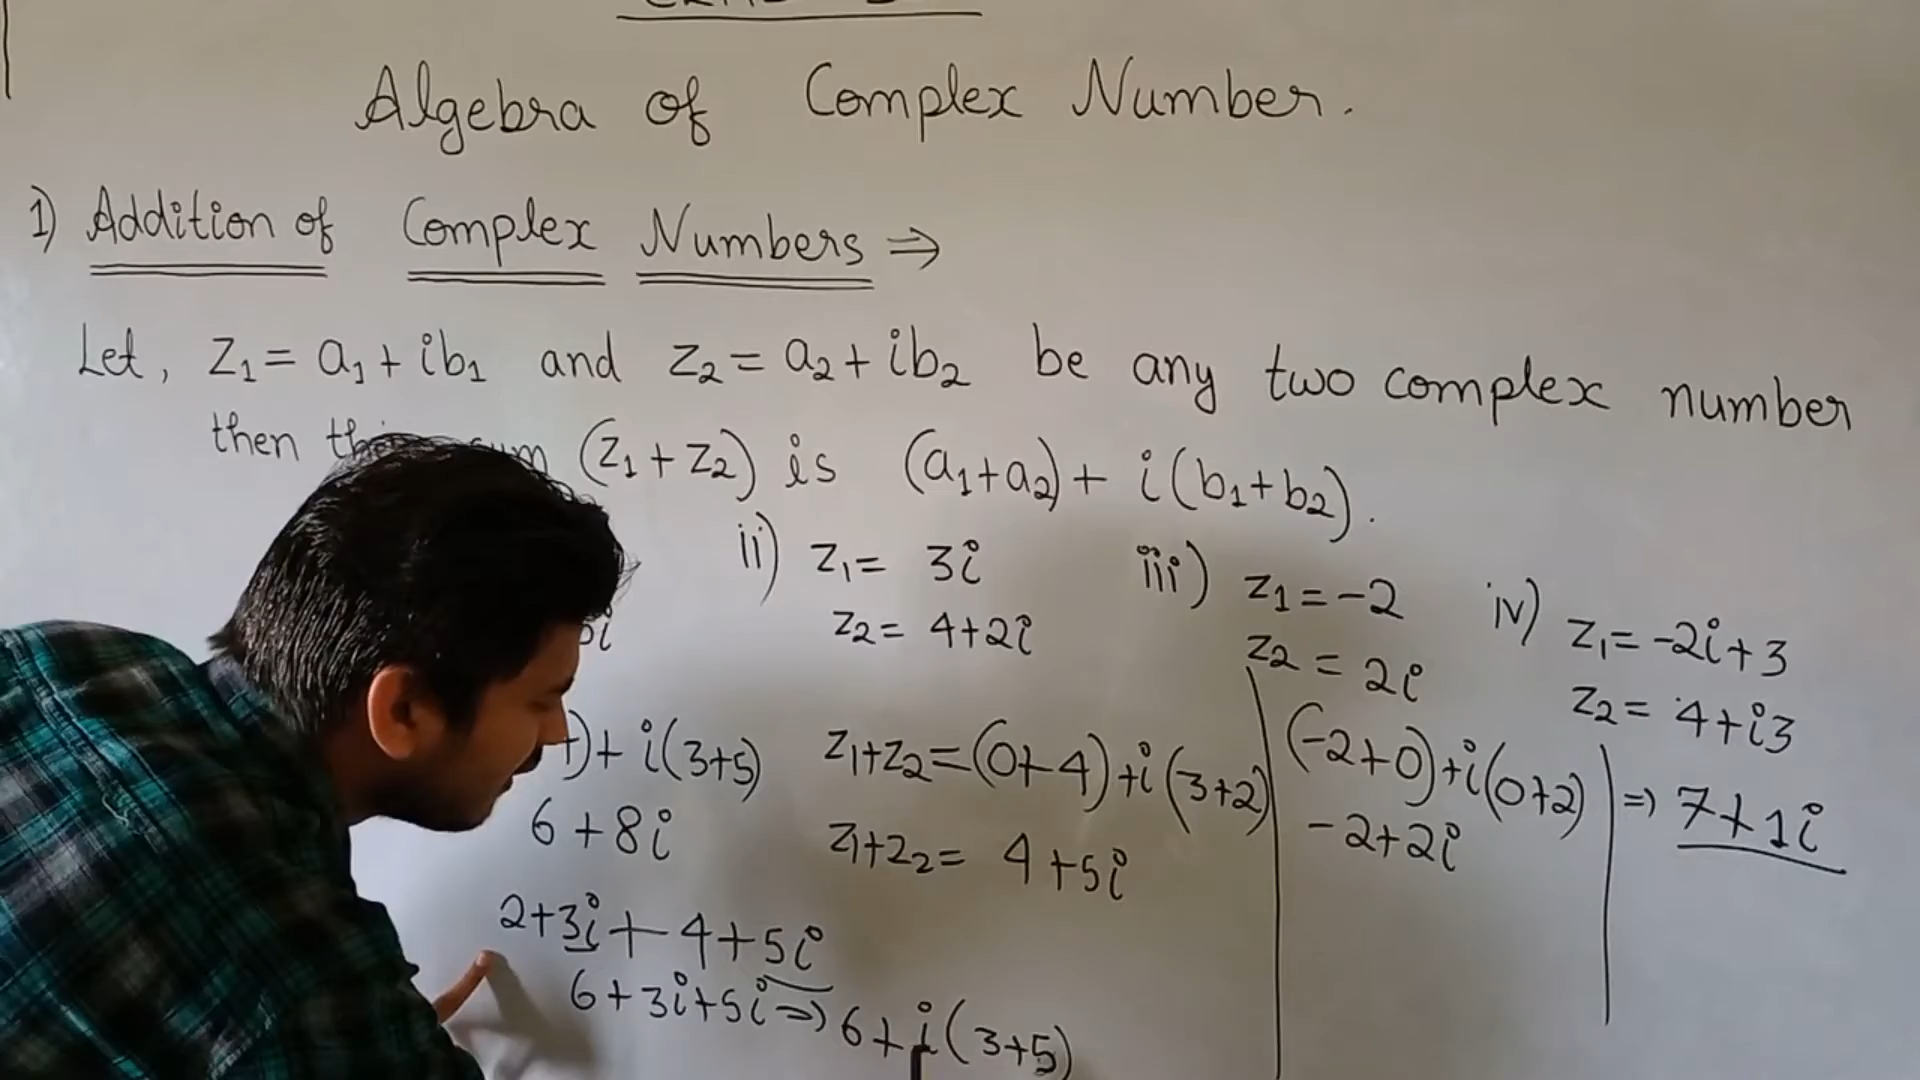 Algebra of Complex Number.
1) Addition of Complex Numbers ⇒
Let, z₁ = a₁ + ib₁ and z₂ = a₂ + ib₂ be any two complex number
then (z₁ + z₂) is (a₁+a₂) + i(b₁+b₂).
ii) z₁ = 3i
z₂ = 4+2i
z₁+z₂ = (0+4)+i(3+2)
z₁+z₂ = 4+5i
iii) z₁ = -2
z₂ = 2i
(-2+0)+i(0+2)
-2+2i
iv) z₁ = -2i+3
z₂ = 4+i3
⇒ 7+1i
) + i(3+5)
6+8i
2+3i + 4+5i
6+3i+5i ⇒ 6+i(3+5)